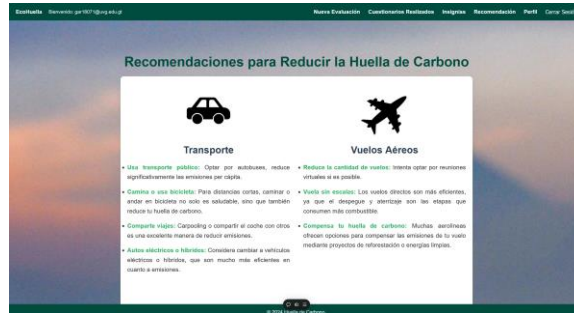 EcoHuella Bienvenido Nueva Evaluación Cuestionarios Realizados Insignias Recomendación Perfil Cerrar Sesión
Recomendaciones para Reducir la Huella de Carbono
Transporte
• Usa transporte público: Optar por autobuses, reduce
significativamente las emisiones per cápita.
• Camina o usa bicicleta: Para distancias cortas, caminar o
andar en bicicleta no solo es saludable, sino que también
reduce tu huella de carbono.
• Comparte viajes: Carpooling o compartir el coche con otros
es una excelente manera de reducir emisiones.
• Autos eléctricos o híbridos: Considera cambiar a vehículos
eléctricos o híbridos, que son mucho más eficientes en
cuanto a emisiones.
Vuelos Aéreos
• Reduce la cantidad de vuelos: Intenta optar por reuniones
virtuales si es posible.
• Vuela sin escalas: Los vuelos directos son más eficientes,
ya que el despegue y aterrizaje son las etapas que
consumen más combustible.
• Compensa tu huella de carbono: Muchas aerolíneas
ofrecen opciones para compensar las emisiones de tu vuelo
mediante proyectos de reforestación o energías limpias.
© 2024 Huella de Carbono